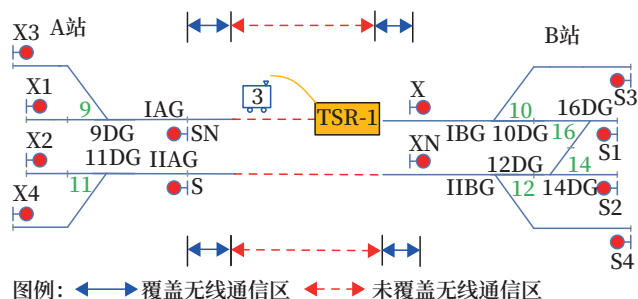 X3
A站
B站
X1
9
IAG
3
TSR-1
X
10
16DG
S3
9DG
SN
IBG
10DG
16
S1
X2
11DG
IIAG
XN
12DG
14
X4
11
S
IIBG
12
14DG
S2
S4
图例：
覆盖无线通信区
未覆盖无线通信区